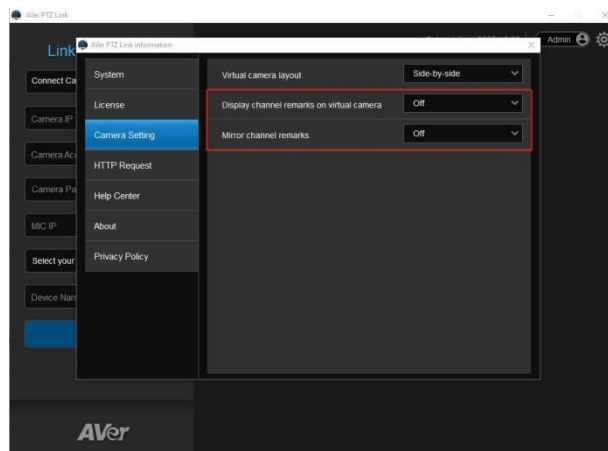 AVer PTZ Link
Link
Admin
AVer PTZ Link information
Connect Ca
Camera IP
Camera Acc
Camera Pa
MIC IP
Select your
Device Nam
System
License
Camera Setting
HTTP Request
Help Center
About
Privacy Policy
Virtual camera layout Side-by-side
Display channel remarks on virtual camera Off
Mirror channel remarks Off
AVer